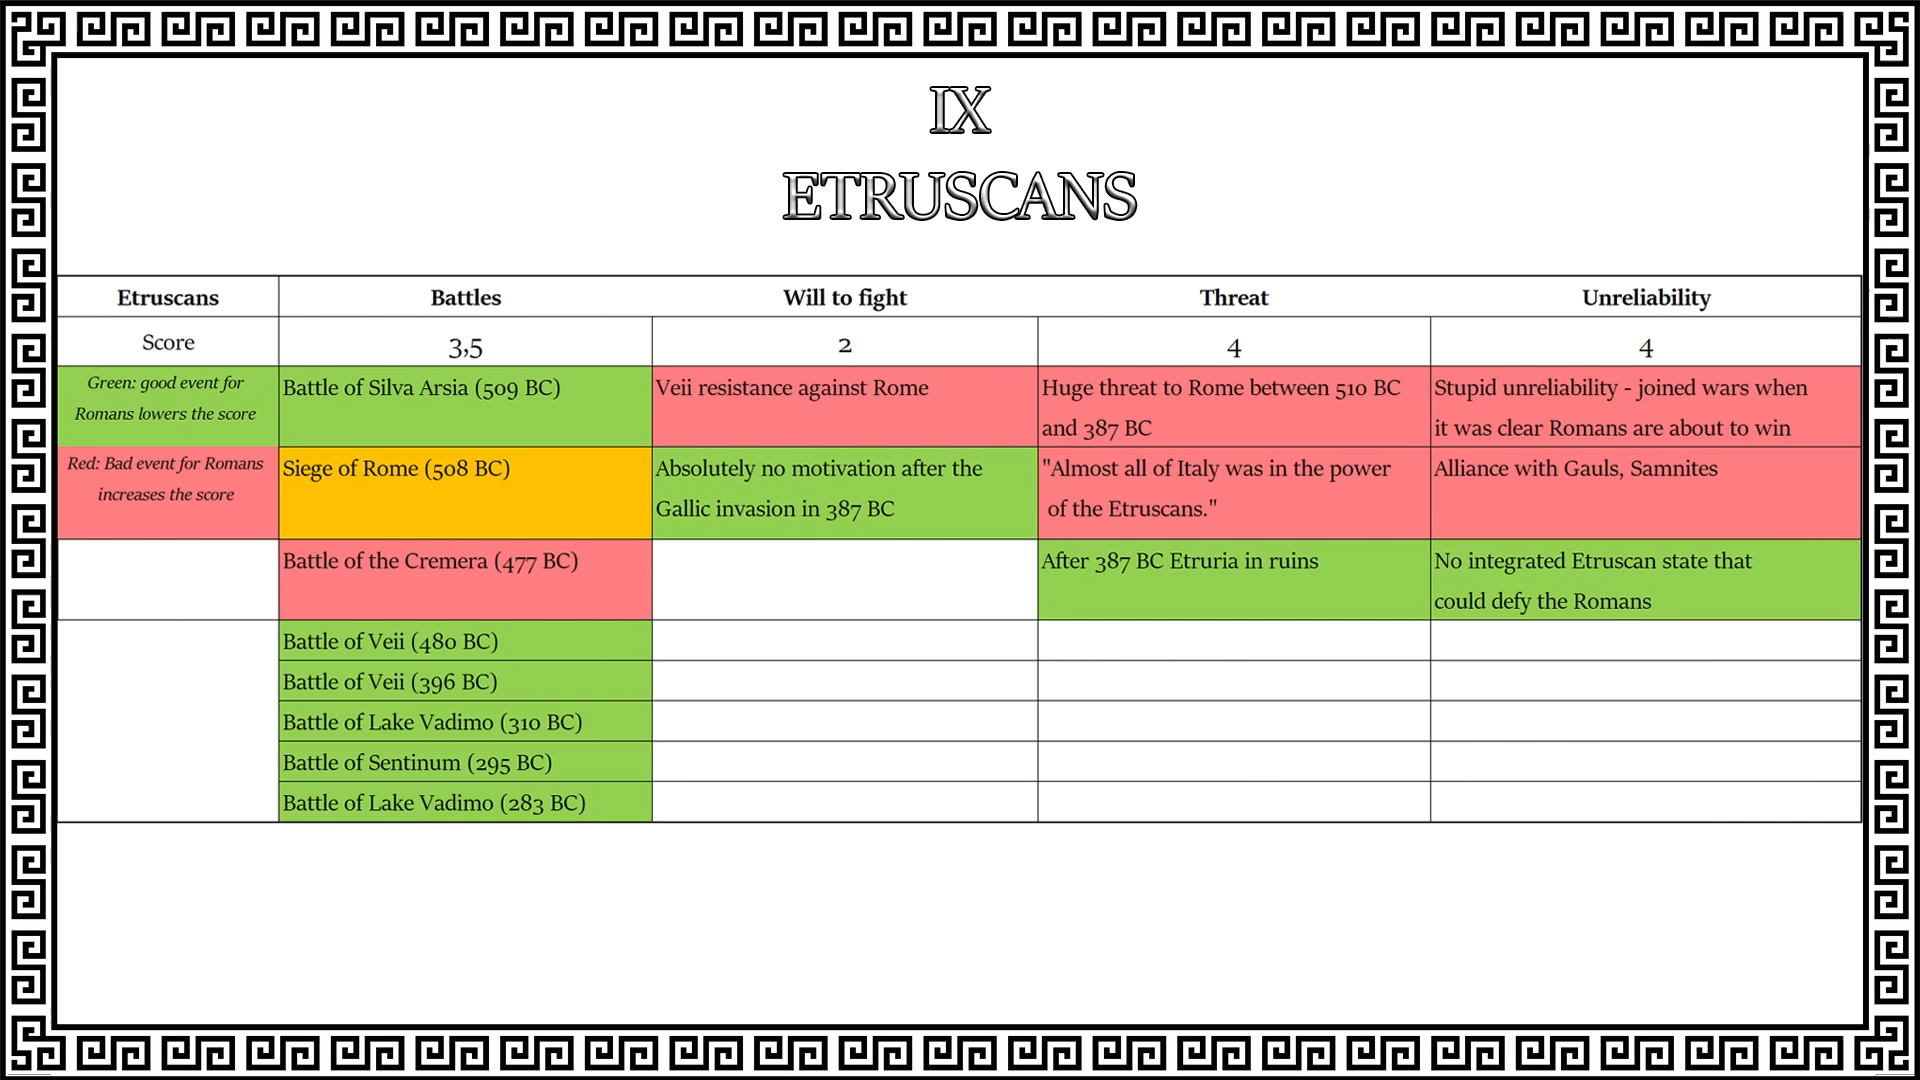 IX
ETRUSCANS
Etruscans Battles Will to fight Threat Unreliability
Score 3,5 2 4 4
Green: good event for
Romans lowers the score
Battle of Silva Arsia (509 BC)
Veii resistance against Rome
Huge threat to Rome between 510 BC
and 387 BC
Stupid unreliability - joined wars when
it was clear Romans are about to win
Red: Bad event for Romans
increases the score
Siege of Rome (508 BC)
Absolutely no motivation after the
Gallic invasion in 387 BC
"Almost all of Italy was in the power
of the Etruscans."
Alliance with Gauls, Samnites
Battle of the Cremera (477 BC)
After 387 BC Etruria in ruins
No integrated Etruscan state that
could defy the Romans
Battle of Veii (480 BC)
Battle of Veii (396 BC)
Battle of Lake Vadimo (310 BC)
Battle of Sentinum (295 BC)
Battle of Lake Vadimo (283 BC)